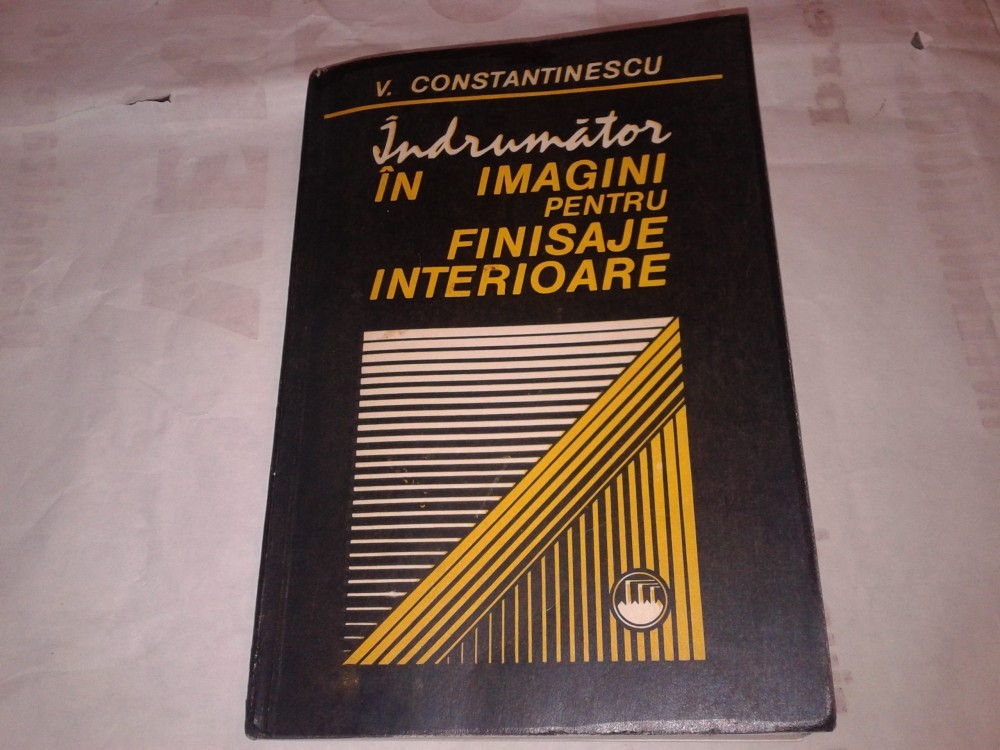 V. CONSTANTINESCU
Îndrumător
ÎN IMAGINI
PENTRU
FINISAJE
INTERIOARE